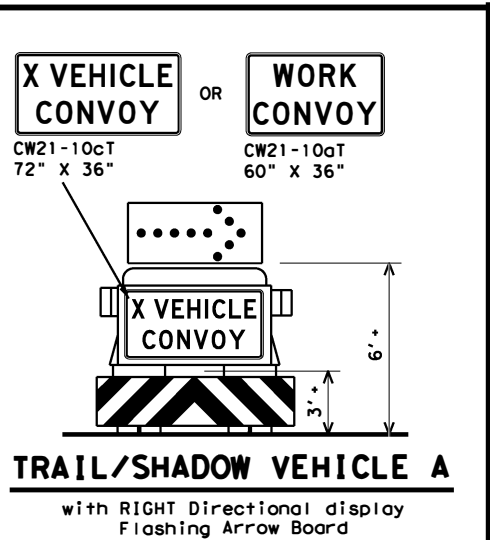 X VEHICLE
CONVOY
OR
WORK
CONVOY
CW21-10cT
72" X 36"
CW21-10aT
60" X 36"
X VEHICLE
CONVOY
6'+
3'+
TRAIL/SHADOW VEHICLE A
with RIGHT Directional display
Flashing Arrow Board